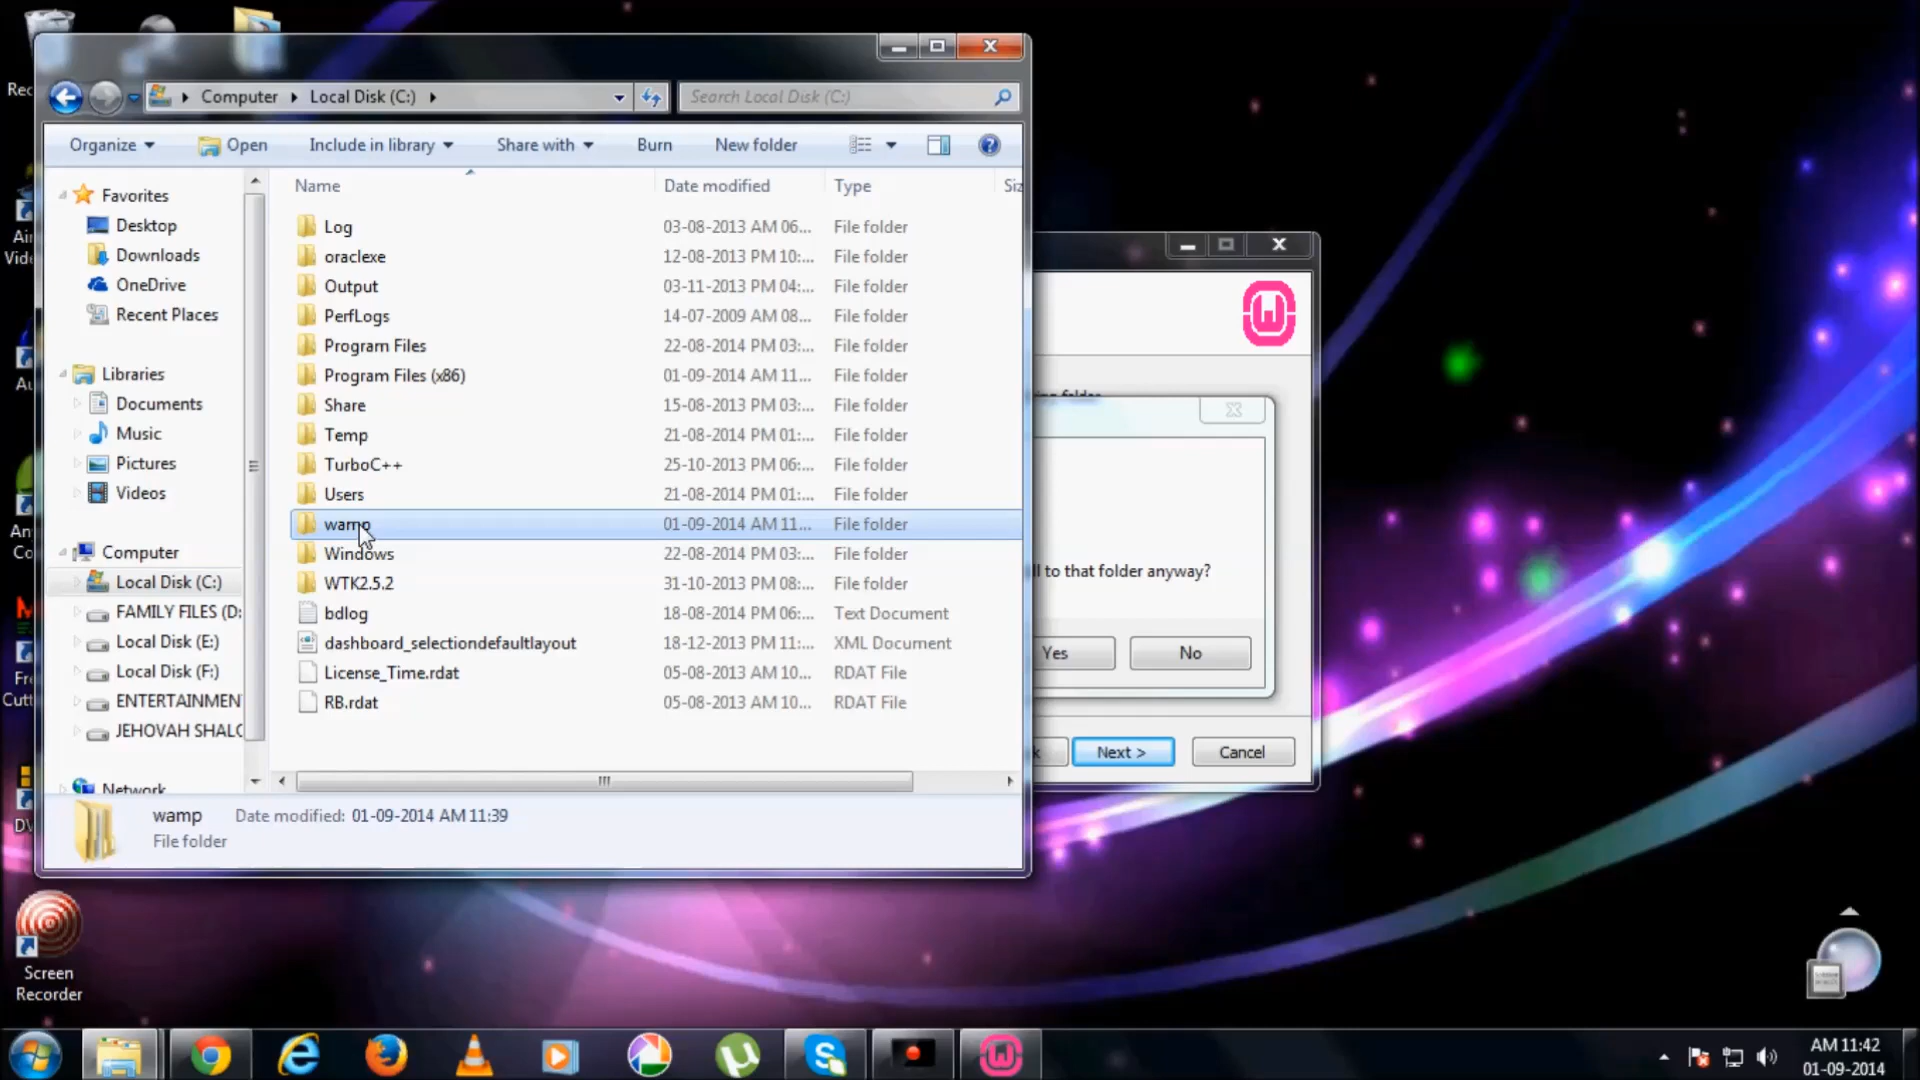 Computer
Local Disk (C:)
Search Local Disk (C:)
Organize
Open
Include in library
Share with
Burn
New folder
Name
Date modified
Type
Siz
Favorites
Desktop
Downloads
OneDrive
Recent Places
Libraries
Documents
Music
Pictures
Videos
Computer
Local Disk (C:)
FAMILY FILES (D:
Local Disk (E:)
Local Disk (F:)
ENTERTAINMEN
JEHOVAH SHALO
Network
Log 03-08-2013 AM 06... File folder
oraclexe 12-08-2013 PM 10:... File folder
Output 03-11-2013 PM 04:... File folder
PerfLogs 14-07-2009 AM 08... File folder
Program Files 22-08-2014 PM 03:... File folder
Program Files (x86) 01-09-2014 AM 11... File folder
Share 15-08-2013 PM 03:... File folder
Temp 21-08-2014 PM 01:... File folder
TurboC++ 25-10-2013 PM 06:... File folder
Users 21-08-2014 PM 01:... File folder
wamp 01-09-2014 AM 11... File folder
Windows 22-08-2014 PM 03:... File folder
WTK2.5.2 31-10-2013 PM 08:... File folder
bdlog 18-08-2014 PM 06:... Text Document
dashboard_selectiondefaultlayout 18-12-2013 PM 11:... XML Document
License_Time.rdat 05-08-2013 AM 10... RDAT File
RB.rdat 05-08-2013 AM 10... RDAT File
wamp Date modified: 01-09-2014 AM 11:39
File folder
ll to that folder anyway?
Yes
No
Next >
Cancel
Screen
Recorder
AM 11:42
01-09-2014